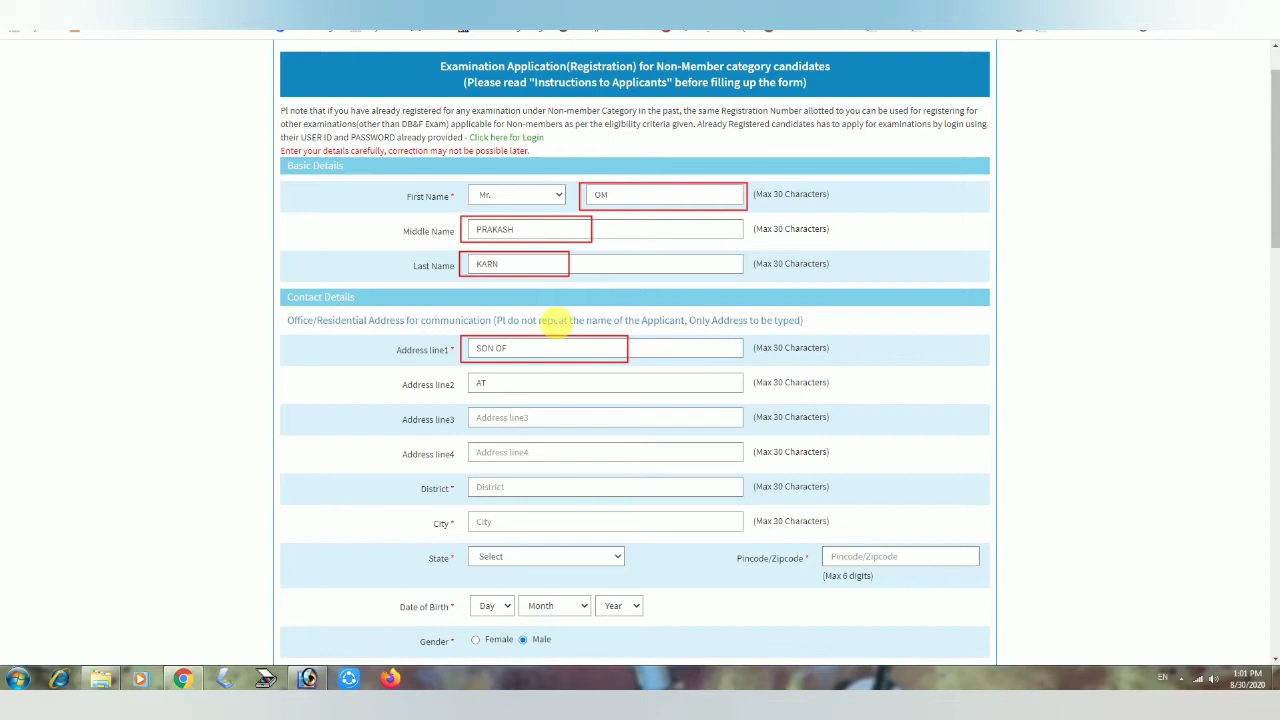 Examination Application(Registration) for Non-Member category candidates
(Please read "Instructions to Applicants" before filling up the form)
Pl note that if you have already registered for any examination under Non-member Category in the past, the same Registration Number allotted to you can be used for registering for
other examinations(other than DB&F Exam) applicable for Non-members as per the eligibility criteria given. Already Registered candidates has to apply for examinations by login using
their USER ID and PASSWORD already provided - Click here for Login
Enter your details carefully, correction may not be possible later.
Basic Details
First Name * Mr. OM (Max 30 Characters)
Middle Name PRAKASH (Max 30 Characters)
Last Name KARN (Max 30 Characters)
Contact Details
Office/Residential Address for communication (Pl do not repeat the name of the Applicant, Only Address to be typed)
Address line1 * SON OF (Max 30 Characters)
Address line2 AT (Max 30 Characters)
Address line3 Address line3 (Max 30 Characters)
Address line4 Address line4 (Max 30 Characters)
District * District (Max 30 Characters)
City * City (Max 30 Characters)
State * Select Pincode/Zipcode * Pincode/Zipcode
(Max 6 digits)
Date of Birth * Day Month Year
Gender * Female Male
EN 1:01 PM
8/30/2020